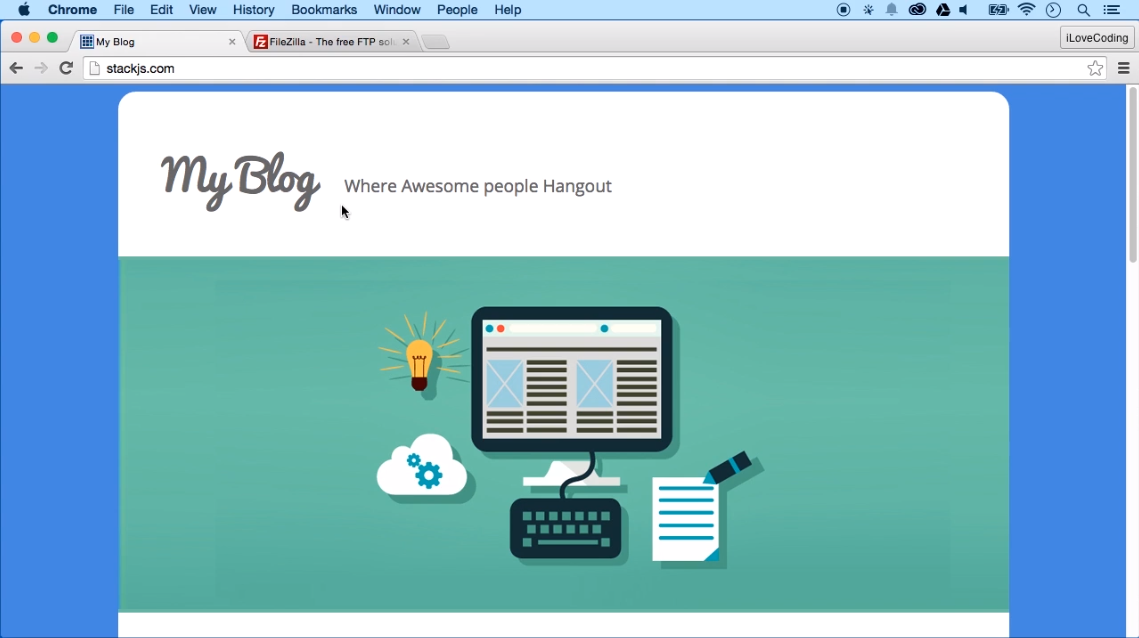 Chrome File Edit View History Bookmarks Window People Help
My Blog
FileZilla - The free FTP solu
iLoveCoding
stackjs.com
My Blog
Where Awesome people Hangout